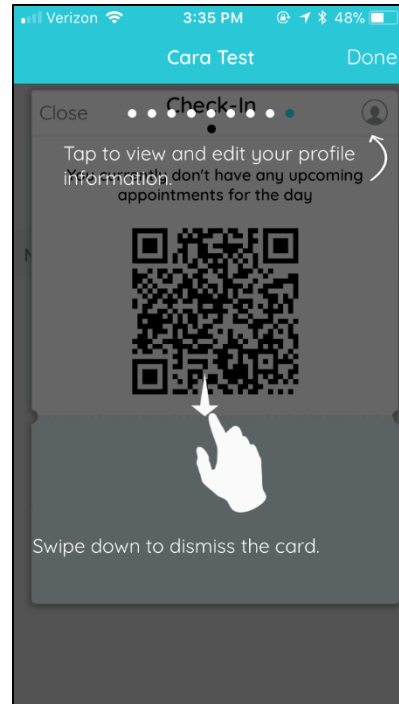 Verizon 3:35 PM 48%
Cara Test Done
Close Check-In
Tap to view and edit your profile
information.
You currently don't have any upcoming
appointments for the day
Swipe down to dismiss the card.